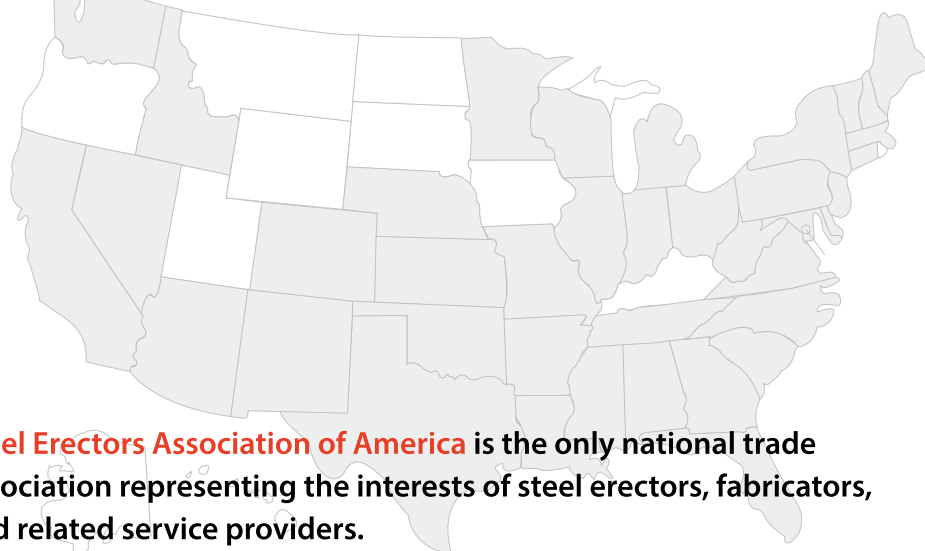 el Erectors Association of America is the only national trade
ociation representing the interests of steel erectors, fabricators,
d related service providers.